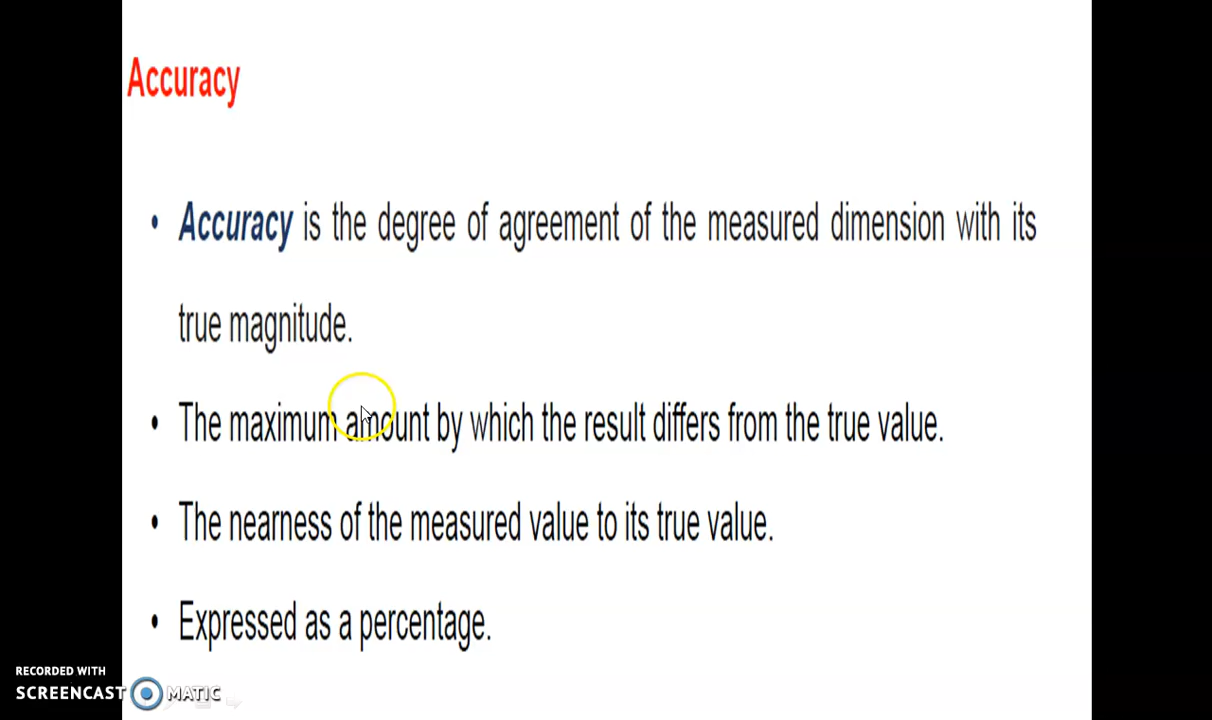 Accuracy
• Accuracy is the degree of agreement of the measured dimension with its
true magnitude.
• The maximum amount by which the result differs from the true value.
• The nearness of the measured value to its true value.
• Expressed as a percentage.
RECORDED WITH
SCREENCAST MATIC